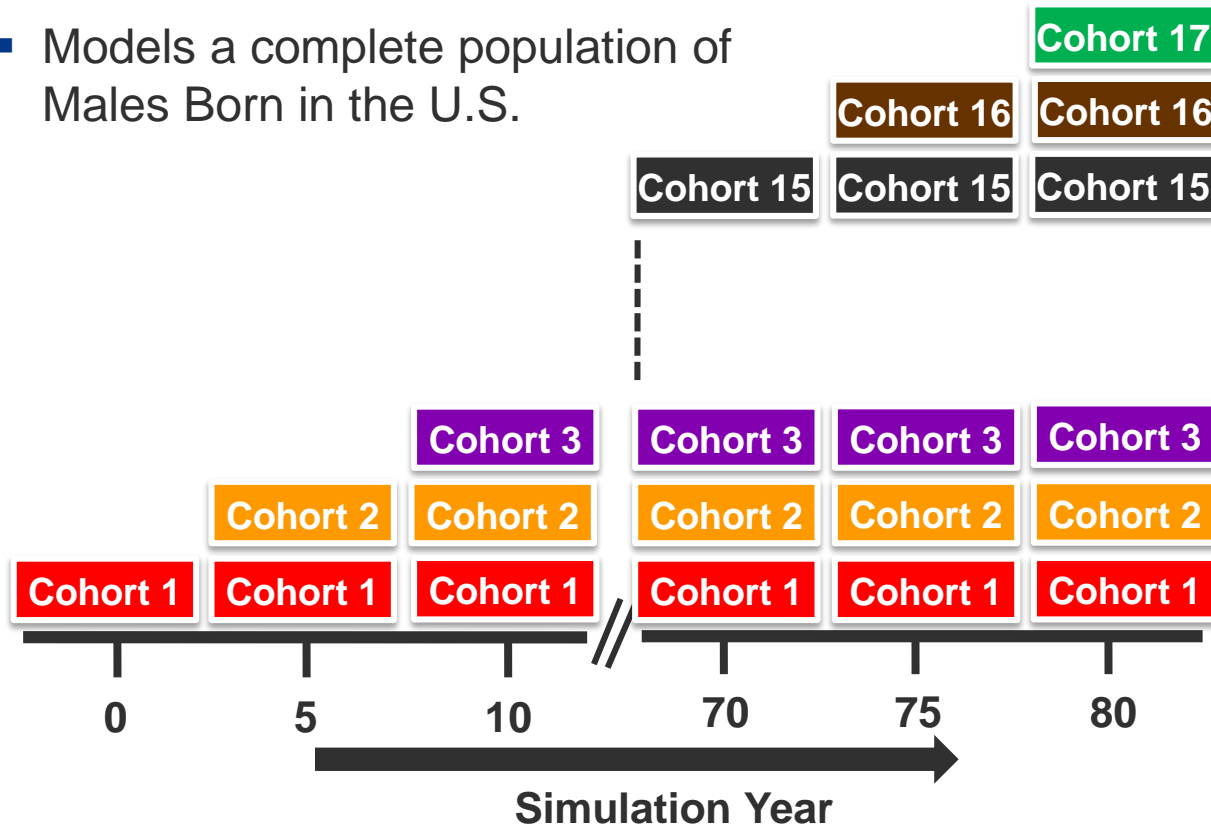 ▪ Models a complete population of
Males Born in the U.S.
Cohort 17
Cohort 16 Cohort 16
Cohort 15 Cohort 15 Cohort 15
Cohort 3 Cohort 3 Cohort 3 Cohort 3
Cohort 2 Cohort 2 Cohort 2 Cohort 2 Cohort 2
Cohort 1 Cohort 1 Cohort 1 Cohort 1 Cohort 1 Cohort 1
0 5 10 70 75 80
Simulation Year